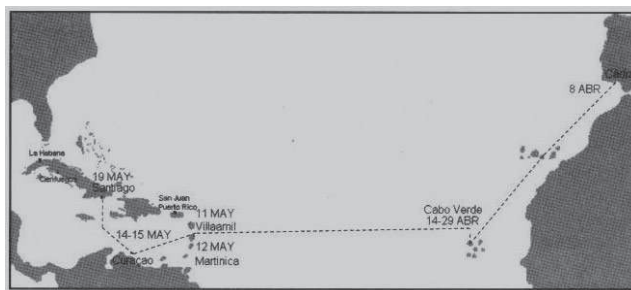 Cádiz
8 ABR
La Habana
Cienfuegos
19 MAY
Santiago
San Juan
Puerto Rico
11 MAY
Villaamil
Cabo Verde
14-29 ABR
14-15 MAY
12 MAY
Curaçao
Martinica